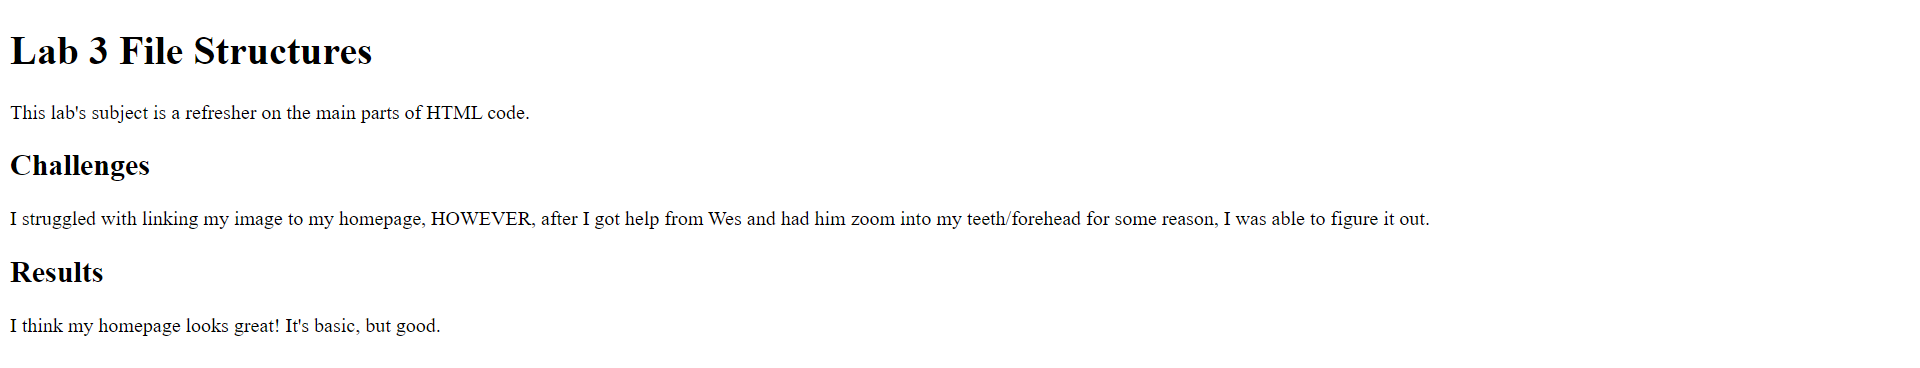 Lab 3 File Structures
This lab's subject is a refresher on the main parts of HTML code.
Challenges
I struggled with linking my image to my homepage, HOWEVER, after I got help from Wes and had him zoom into my teeth/forehead for some reason, I was able to figure it out.
Results
I think my homepage looks great! It's basic, but good.